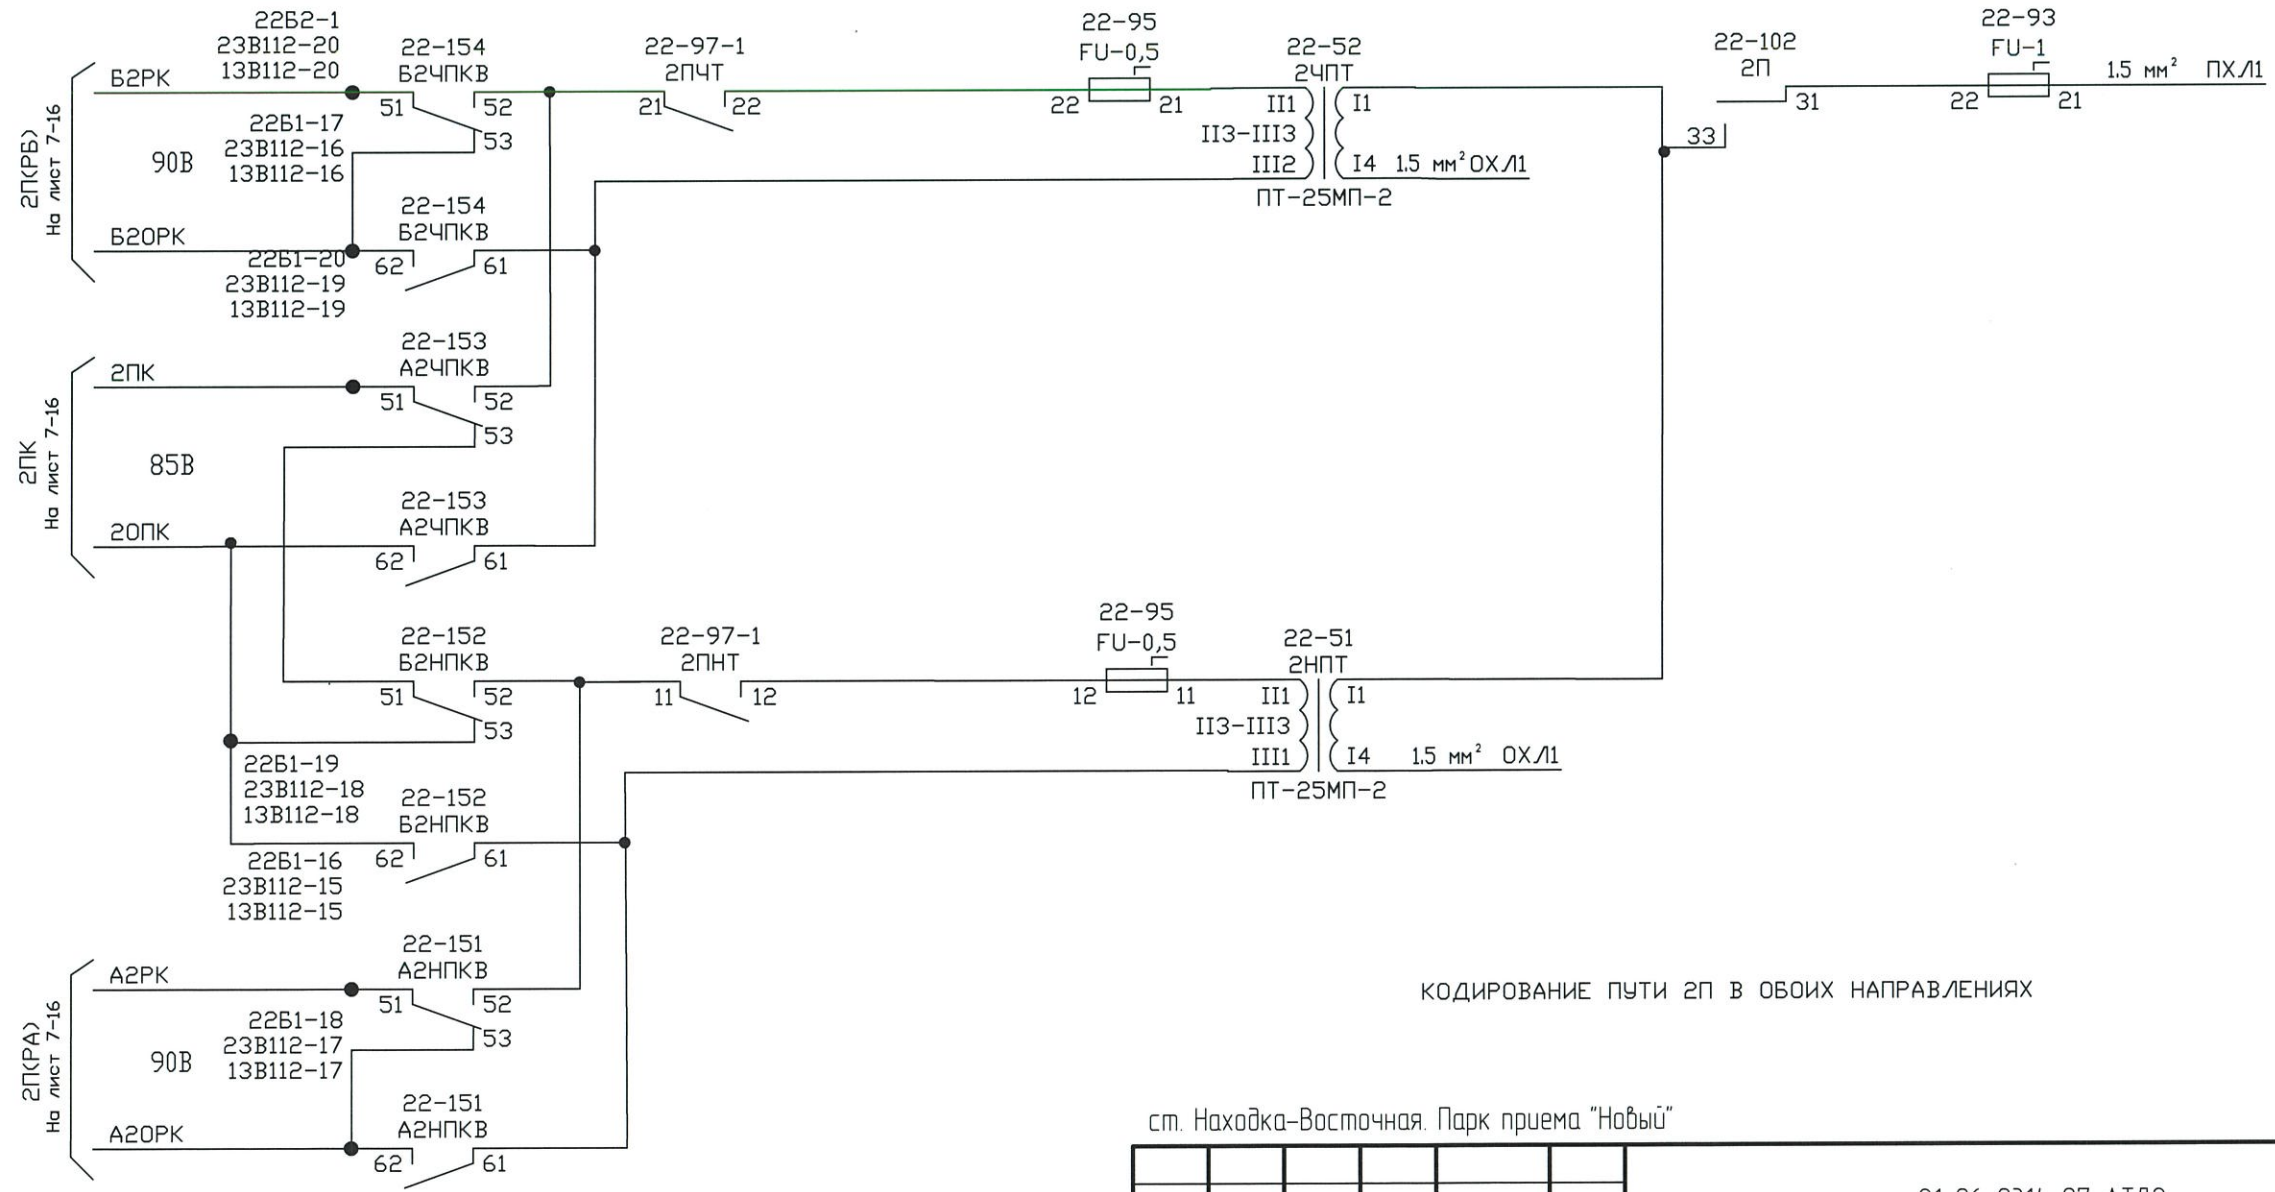 22Б2-1
23В112-20
13В112-20
22-154
Б2ЧПКВ
22-97-1
2ПЧТ
22-95
FU-0,5
22-52
2ЧПТ
22-102
2П
22-93
FU-1
1.5 мм² ПХЛ1
Б2РК
51
52
53
21
22
22
21
II1
I1
31
22
21
33
2П(РБ)
На лист 7-16
90В
22Б1-17
23В112-16
13В112-16
II3-III3
III2
I4
1.5 мм² ОХЛ1
ПТ-25МП-2
22-154
Б2ЧПКВ
Б2ОРК
62
61
22Б1-20
23В112-19
13В112-19
22-153
А2ЧПКВ
2ПК
51
52
53
2ПК
На лист 7-16
85В
22-153
А2ЧПКВ
2ОПК
62
61
22-152
Б2НПКВ
51
52
53
22-97-1
2ПНТ
11
12
22-95
FU-0,5
12
11
22-51
2НПТ
II1
I1
II3-III3
III1
I4
1.5 мм² ОХЛ1
ПТ-25МП-2
22Б1-19
23В112-18
13В112-18
22-152
Б2НПКВ
62
61
22Б1-16
23В112-15
13В112-15
22-151
А2НПКВ
А2РК
51
52
53
2П(РА)
На лист 7-16
90В
22Б1-18
23В112-17
13В112-17
22-151
А2НПКВ
А2ОРК
62
61
КОДИРОВАНИЕ ПУТИ 2П В ОБОИХ НАПРАВЛЕНИЯХ
ст. Находка-Восточная. Парк приема "Новый"